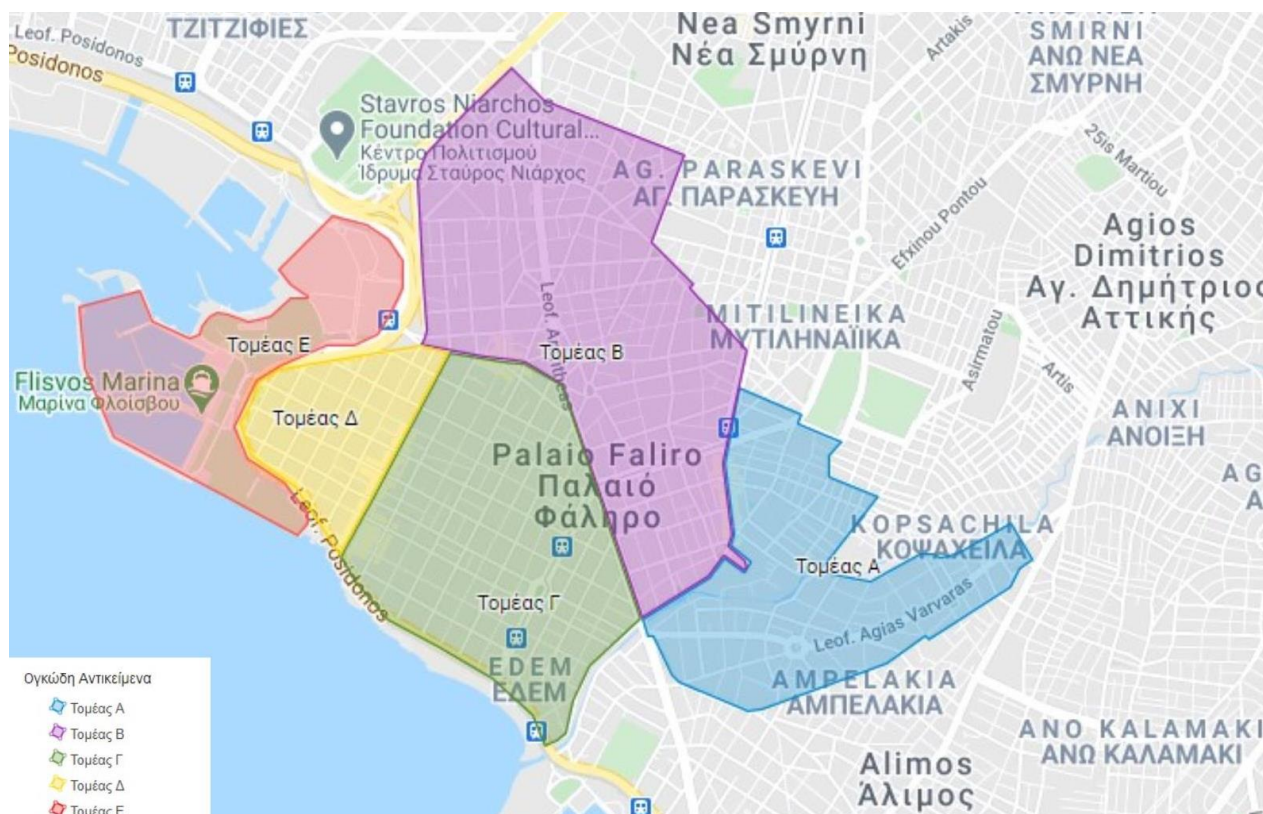 Leof. Posidonos
ΤΖΙΤΖΙΦΙΕΣ
Posidonos
Nea Smyrni
Νέα Σμύρνη
Artakis
SMIRNI
ΑΝΩ ΝΕΑ
ΣΜΥΡΝΗ
Stavros Niarchos
Foundation Cultural...
Κέντρο Πολιτισμού
Ίδρυμα Σταύρος Νιάρχος
25is Martiou
AG. PARASKEVI
ΑΓ. ΠΑΡΑΣΚΕΥΗ
Efxinou Pontou
Agios
Dimitrios
Αγ. Δημήτριος
Αττικής
Leof. Amfitheas
MITILINEIKA
ΜΥΤΙΛΗΝΑΪΙΚΑ
Asirmatou
Artis
Τομέας Ε
Τομέας Β
Flisvos Marina
Μαρίνα Φλοίσβου
Τομέας Δ
ANIXI
ΑΝΟΙΞΗ
Palaio Faliro
Παλαιό
Φάληρο
Leof. Posidonos
KOPSACHILA
ΚΟΨΑΧΕΙΛΑ
Τομέας Α
Τομέας Γ
Leof. Agias Varvaras
EDEM
ΕΔΕΜ
AMPELAKIA
ΑΜΠΕΛΑΚΙΑ
ANO KALAMAKI
ΑΝΩ ΚΑΛΑΜΑΚΙ
Alimos
Άλιμος
Ογκώδη Αντικείμενα
Τομέας Α
Τομέας Β
Τομέας Γ
Τομέας Δ
Τομέας Ε